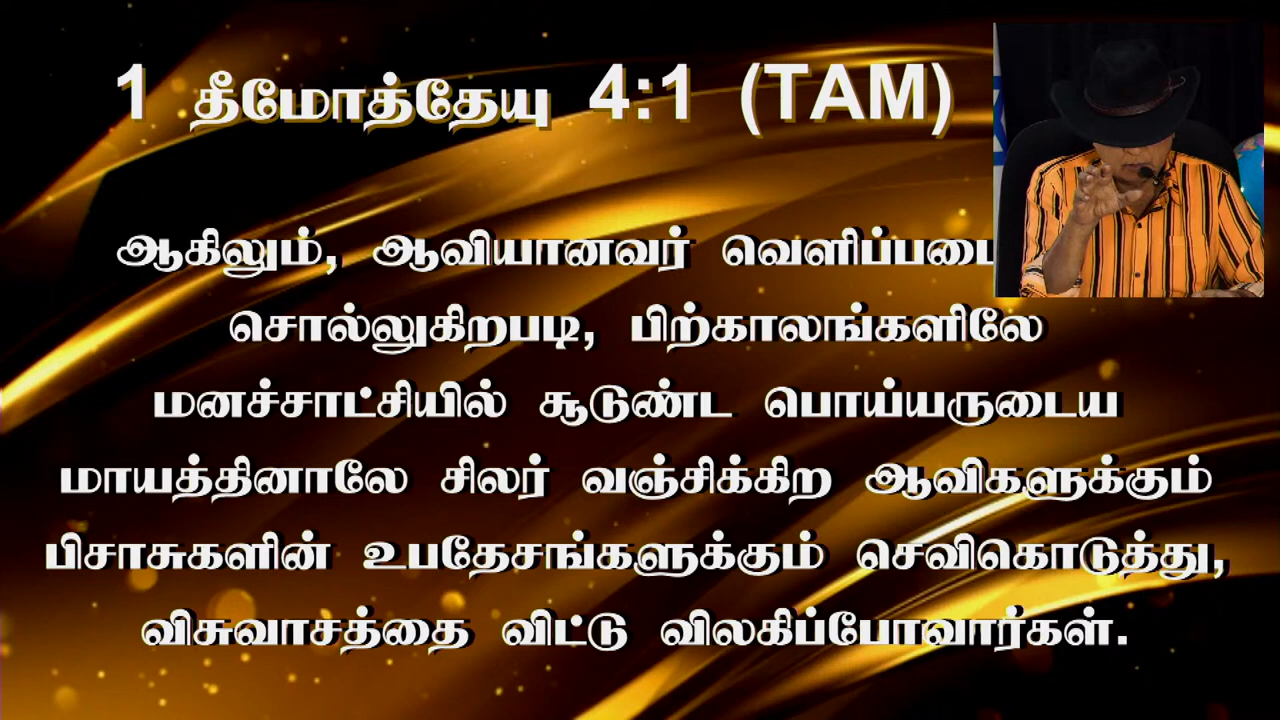 1 தீமோத்தேயு 4:1 (TAM)
ஆகிலும், ஆவியானவர்
சொல்லுகிறபடி, பிற்காலங்களிலே
மனச்சாட்சியில் சூடுண்ட பொய்யருடைய
மாயத்தினாலே சிலர் வஞ்சிக்கிற ஆவிகளுக்கும்
பிசாசுகளின் உபதேசங்களுக்கும் செவிகொடுத்து,
விசுவாசத்தை விட்டு விலகிப்போவார்கள்.